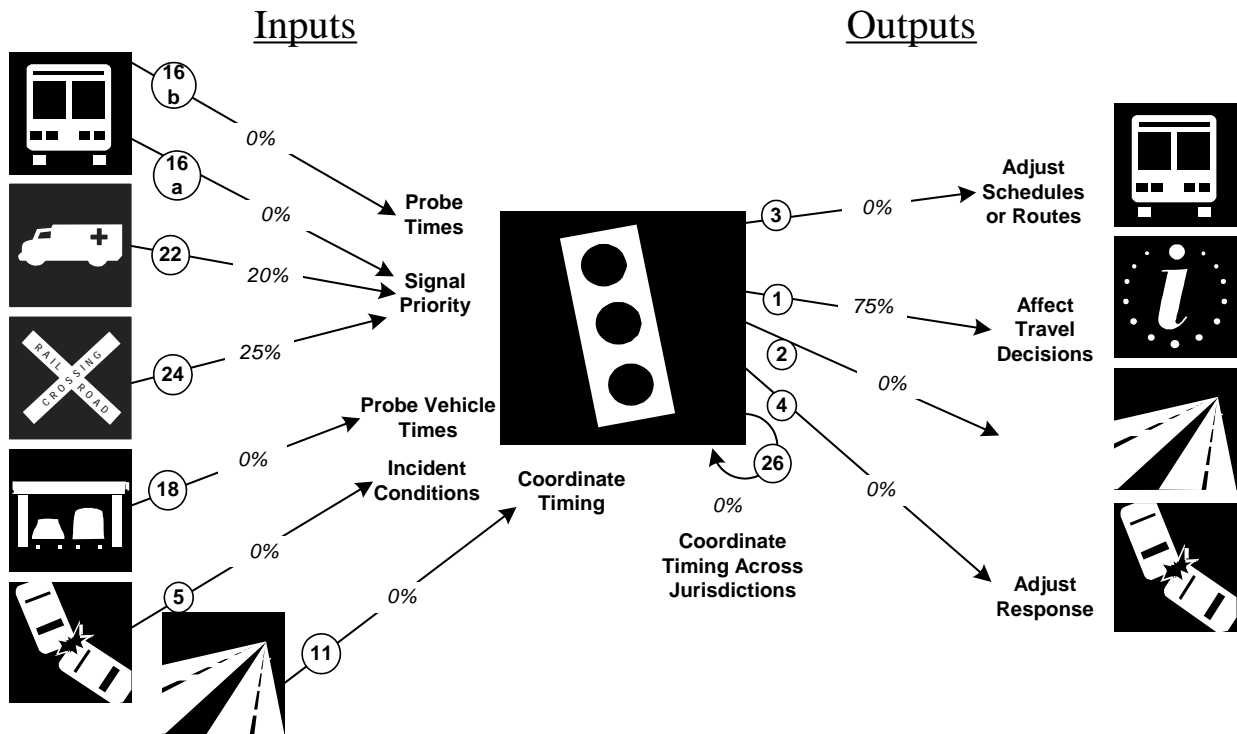 Inputs
Outputs
16
b
0%
16
a
0%
Probe
Times
22
20%
Signal
Priority
RAIL ROAD
CROSSING
24
25%
Probe Vehicle
Times
18
0%
Incident
Conditions
5
0%
Coordinate
Timing
11
0%
3
0%
Adjust
Schedules
or Routes
1
75%
Affect
Travel
Decisions
i
2
0%
4
0%
Adjust
Response
26
0%
Coordinate
Timing Across
Jurisdictions